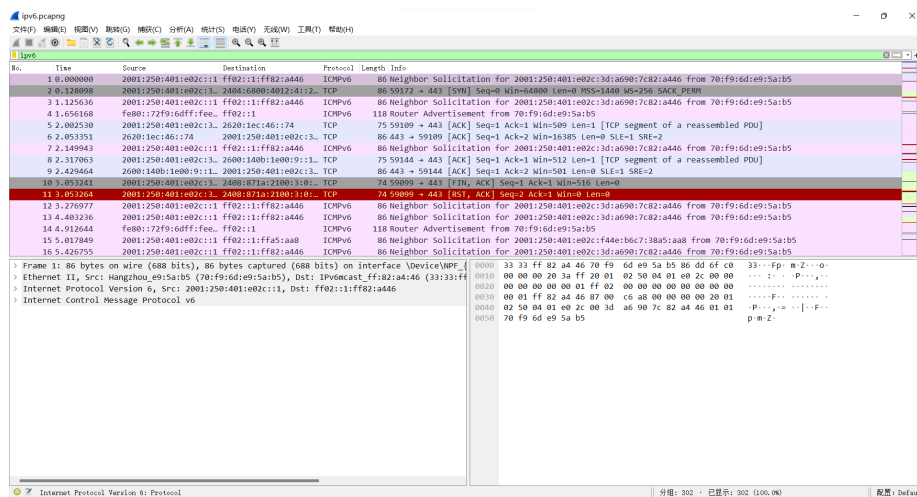 ipv6.pcapng
文件(F) 编辑(E) 视图(V) 跳转(G) 捕获(C) 分析(A) 统计(S) 电话(Y) 无线(W) 工具(T) 帮助(H)
ipv6
No. Time Source Destination Protocol Length Info
1 0.000000 2001:250:401:e02c::1 ff02::1:ff82:a446 ICMPv6 86 Neighbor Solicitation for 2001:250:401:e02c:3d:a690:7c82:a446 from 70:f9:6d:e9:5a:b5
2 0.128098 2001:250:401:e02c:3… 2404:6800:4012:4::2… TCP 86 59172 → 443 [SYN] Seq=0 Win=64800 Len=0 MSS=1440 WS=256 SACK_PERM
3 1.125636 2001:250:401:e02c::1 ff02::1:ff82:a446 ICMPv6 86 Neighbor Solicitation for 2001:250:401:e02c:3d:a690:7c82:a446 from 70:f9:6d:e9:5a:b5
4 1.656168 fe80::72f9:6dff:fee… ff02::1 ICMPv6 118 Router Advertisement from 70:f9:6d:e9:5a:b5
5 2.002530 2001:250:401:e02c:3… 2620:1ec:46::74 TCP 75 59109 → 443 [ACK] Seq=1 Ack=1 Win=509 Len=1 [TCP segment of a reassembled PDU]
6 2.053351 2620:1ec:46::74 2001:250:401:e02c:3… TCP 86 443 → 59109 [ACK] Seq=1 Ack=2 Win=16385 Len=0 SLE=1 SRE=2
7 2.149943 2001:250:401:e02c::1 ff02::1:ff82:a446 ICMPv6 86 Neighbor Solicitation for 2001:250:401:e02c:3d:a690:7c82:a446 from 70:f9:6d:e9:5a:b5
8 2.317063 2001:250:401:e02c:3… 2600:140b:1e00:9::1… TCP 75 59144 → 443 [ACK] Seq=1 Ack=1 Win=512 Len=1 [TCP segment of a reassembled PDU]
9 2.429464 2600:140b:1e00:9::1… 2001:250:401:e02c:3… TCP 86 443 → 59144 [ACK] Seq=1 Ack=2 Win=501 Len=0 SLE=1 SRE=2
10 3.053241 2001:250:401:e02c:3… 2408:871a:2100:3:0:… TCP 74 59099 → 443 [FIN, ACK] Seq=1 Ack=1 Win=516 Len=0
11 3.053264 2001:250:401:e02c:3… 2408:871a:2100:3:0:… TCP 74 59099 → 443 [RST, ACK] Seq=2 Ack=1 Win=0 Len=0
12 3.276977 2001:250:401:e02c::1 ff02::1:ff82:a446 ICMPv6 86 Neighbor Solicitation for 2001:250:401:e02c:3d:a690:7c82:a446 from 70:f9:6d:e9:5a:b5
13 4.403236 2001:250:401:e02c::1 ff02::1:ff82:a446 ICMPv6 86 Neighbor Solicitation for 2001:250:401:e02c:3d:a690:7c82:a446 from 70:f9:6d:e9:5a:b5
14 4.912644 fe80::72f9:6dff:fee… ff02::1 ICMPv6 118 Router Advertisement from 70:f9:6d:e9:5a:b5
15 5.017849 2001:250:401:e02c::1 ff02::1:ffa5:aa8 ICMPv6 86 Neighbor Solicitation for 2001:250:401:e02c:f44e:b6c7:38a5:aa8 from 70:f9:6d:e9:5a:b5
16 5.426755 2001:250:401:e02c::1 ff02::1:ff82:a446 ICMPv6 86 Neighbor Solicitation for 2001:250:401:e02c:3d:a690:7c82:a446 from 70:f9:6d:e9:5a:b5
Frame 1: 86 bytes on wire (688 bits), 86 bytes captured (688 bits) on interface \Device\NPF_{
Ethernet II, Src: Hangzhou_e9:5a:b5 (70:f9:6d:e9:5a:b5), Dst: IPv6mcast_ff:82:a4:46 (33:33:ff
Internet Protocol Version 6, Src: 2001:250:401:e02c::1, Dst: ff02::1:ff82:a446
Internet Control Message Protocol v6
0000 33 33 ff 82 a4 46 70 f9 6d e9 5a b5 86 dd 6f c0 33···Fp· m·Z···o·
0010 00 00 00 20 3a ff 20 01 02 50 04 01 e0 2c 00 00 ··· :· · ·P···,··
0020 00 00 00 00 00 01 ff 02 00 00 00 00 00 00 00 00 ········ ········
0030 00 01 ff 82 a4 46 87 00 c6 a8 00 00 00 00 20 01 ·····F·· ······ ·
0040 02 50 04 01 e0 2c 00 3d a6 90 7c 82 a4 46 01 01 ·P···,·= ··|··F··
0050 70 f9 6d e9 5a b5 p·m·Z·
Internet Protocol Version 6: Protocol
分组: 302 · 已显示: 302 (100.0%)
配置: Defau